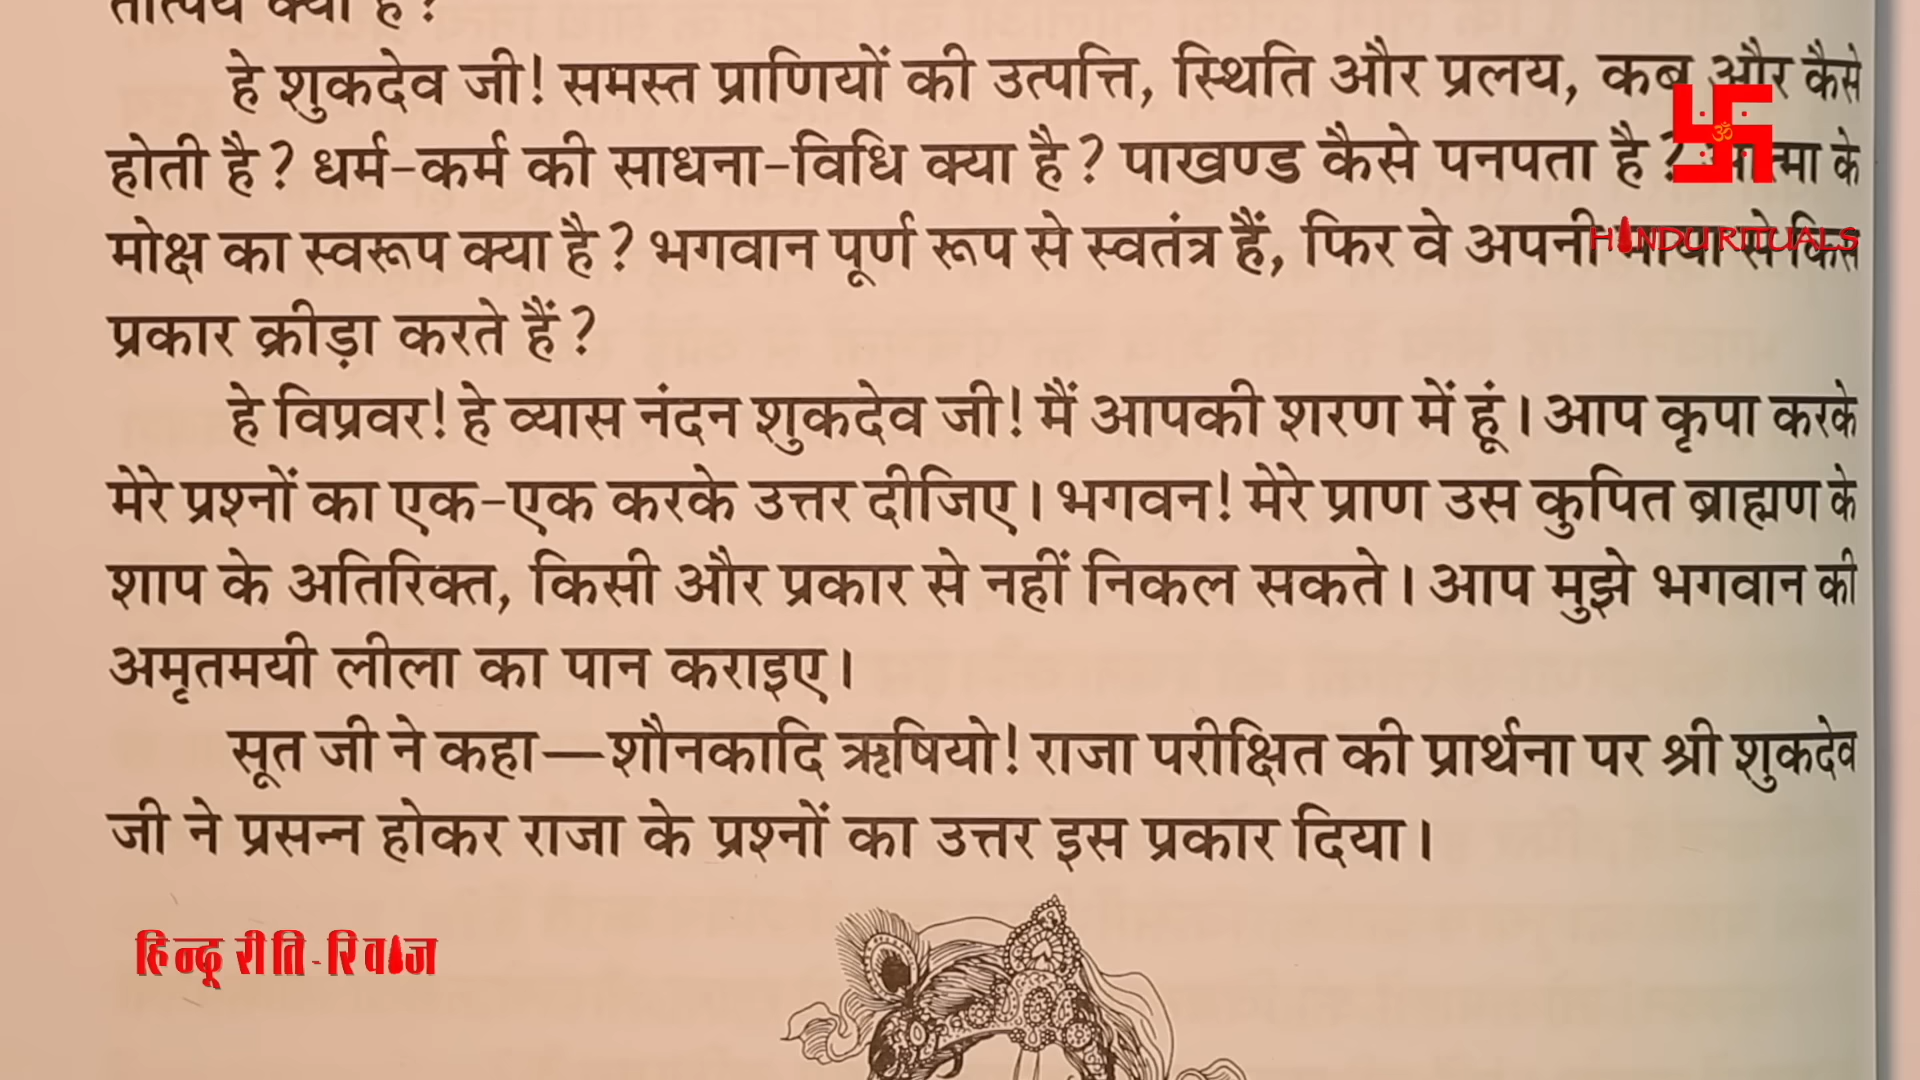 तात्पर्य क्या है?
हे शुकदेव जी! समस्त प्राणियों की उत्पत्ति, स्थिति और प्रलय, कब और कैसे
होती है? धर्म-कर्म की साधना-विधि क्या है? पाखण्ड कैसे पनपता है? आत्मा के
मोक्ष का स्वरूप क्या है? भगवान पूर्ण रूप से स्वतंत्र हैं, फिर वे अपनी माया से किस
HINDU RITUALS
प्रकार क्रीड़ा करते हैं?
हे विप्रवर! हे व्यास नंदन शुकदेव जी! मैं आपकी शरण में हूं। आप कृपा करके
मेरे प्रश्नों का एक-एक करके उत्तर दीजिए। भगवन! मेरे प्राण उस कुपित ब्राह्मण के
शाप के अतिरिक्त, किसी और प्रकार से नहीं निकल सकते। आप मुझे भगवान की
अमृतमयी लीला का पान कराइए।
सूत जी ने कहा—शौनकादि ऋषियो! राजा परीक्षित की प्रार्थना पर श्री शुकदेव
जी ने प्रसन्न होकर राजा के प्रश्नों का उत्तर इस प्रकार दिया।
हिन्दू रीति-रिवाज